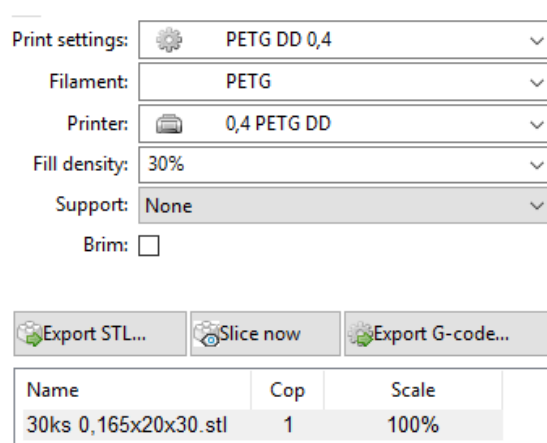 Print settings: PETG DD 0,4
Filament: PETG
Printer: 0,4 PETG DD
Fill density: 30%
Support: None
Brim:
Export STL... Slice now Export G-code...
Name Cop Scale
30ks 0,165x20x30.stl 1 100%